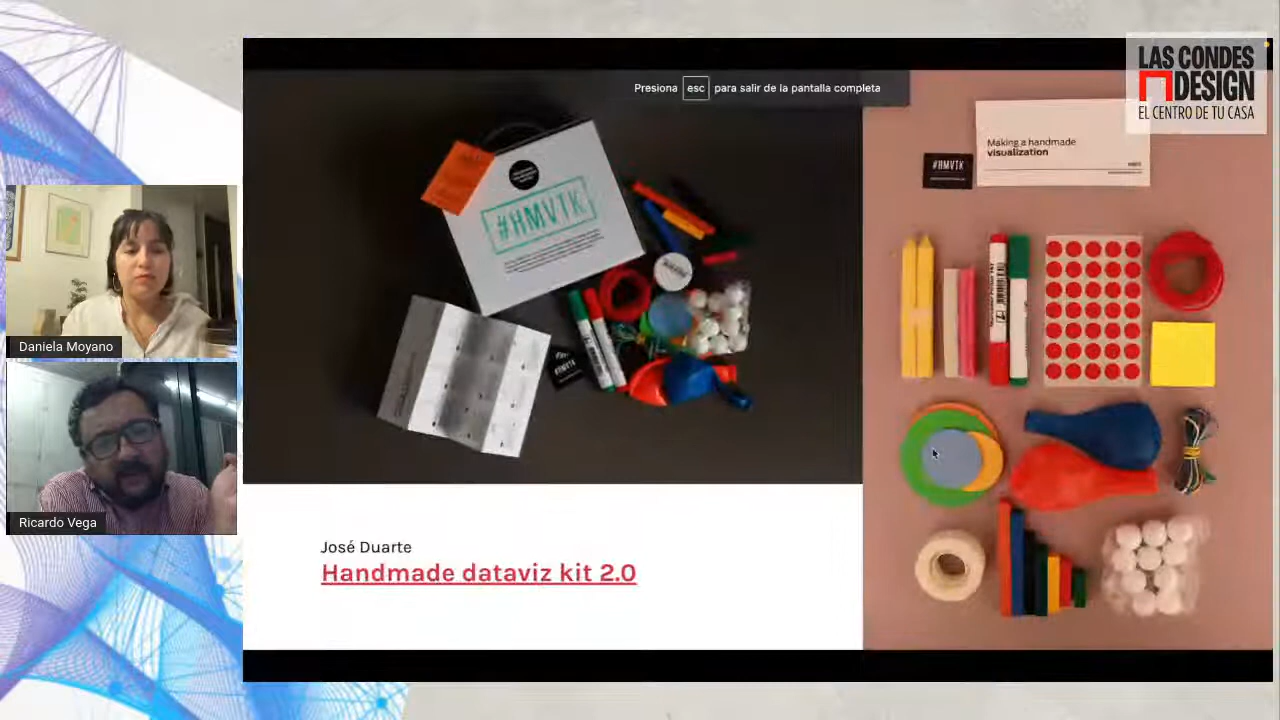 LAS CONDES
DESIGN
EL CENTRO DE TU CASA
Presiona esc para salir de la pantalla completa
#HMVTK
Making a handmade
visualization
#HMVTK
Daniela Moyano
Ricardo Vega
José Duarte
Handmade dataviz kit 2.0